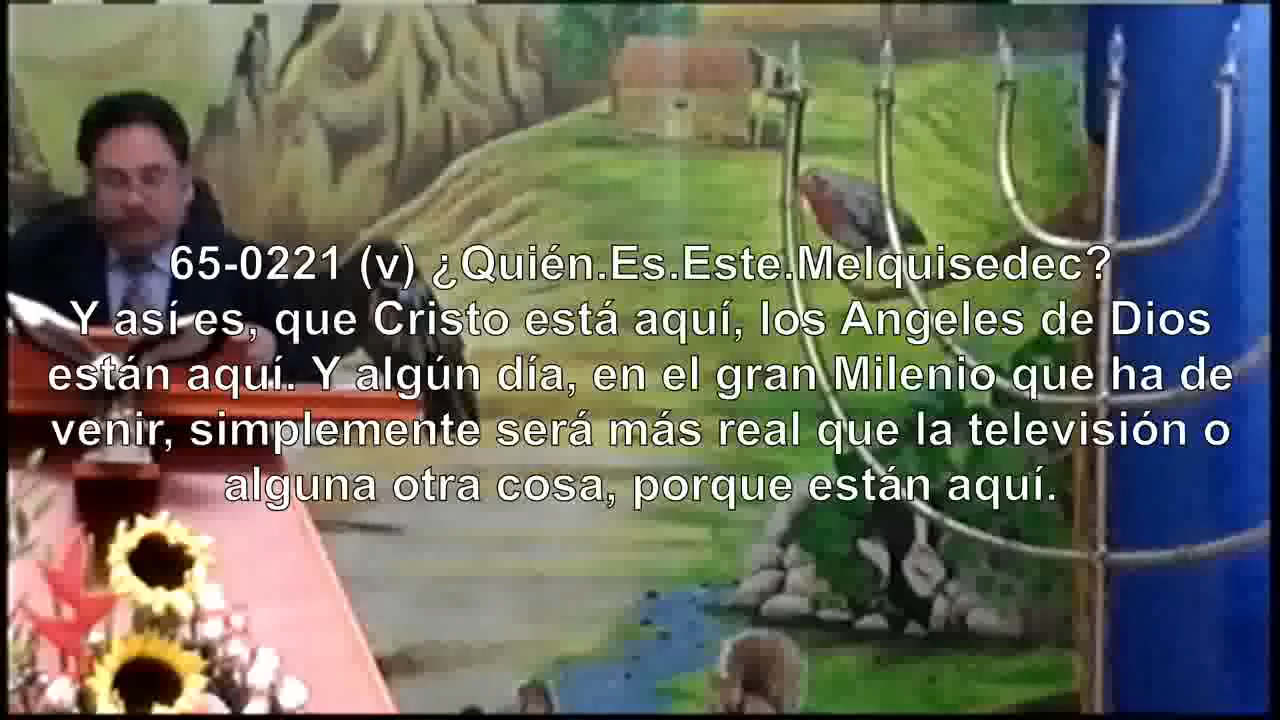 65-0221 (v) ¿Quién.Es.Este.Melquisedec?
Y así es, que Cristo está aquí, los Angeles de Dios
están aquí. Y algún día, en el gran Milenio que ha de
venir, simplemente será más real que la televisión o
alguna otra cosa, porque están aquí.